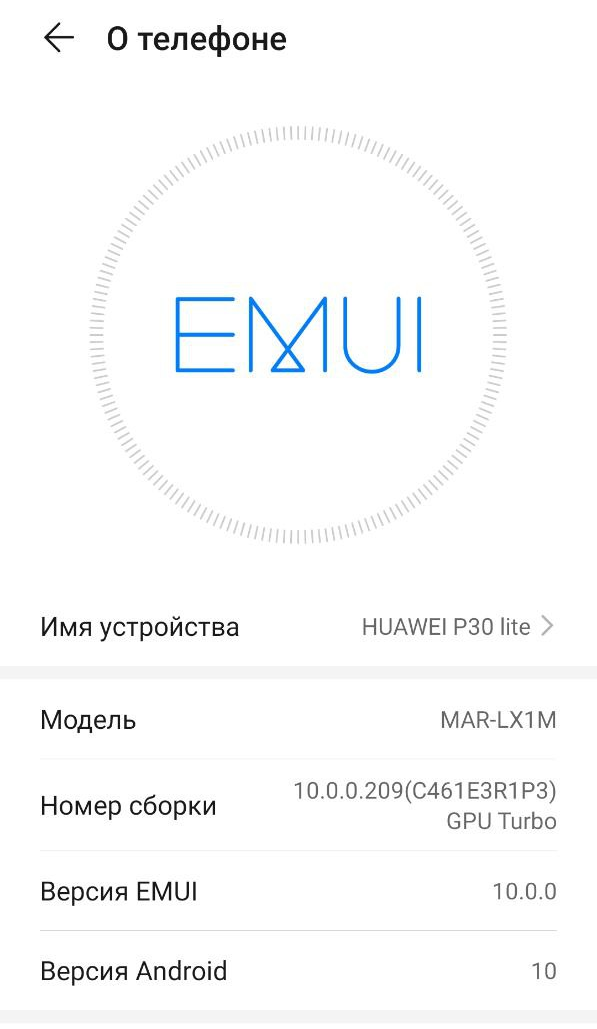 О телефоне
EMUI
Имя устройства HUAWEI P30 lite
Модель MAR-LX1M
Номер сборки 10.0.0.209(C461E3R1P3)
GPU Turbo
Версия EMUI 10.0.0
Версия Android 10